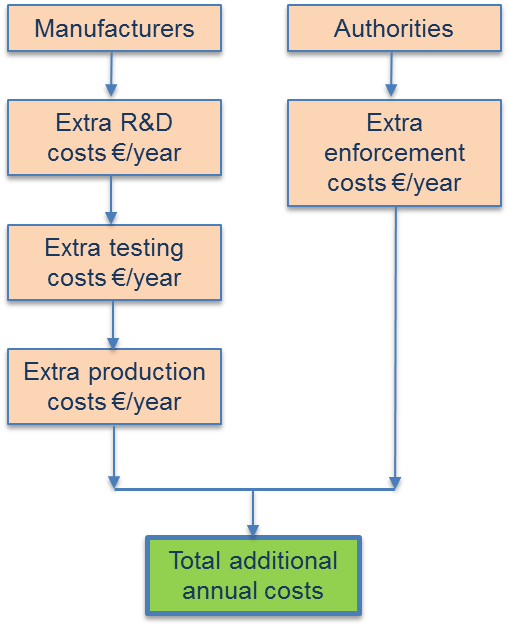 Manufacturers
Authorities
Extra R&D
costs €/year
Extra
enforcement
costs €/year
Extra testing
costs €/year
Extra production
costs €/year
Total additional
annual costs